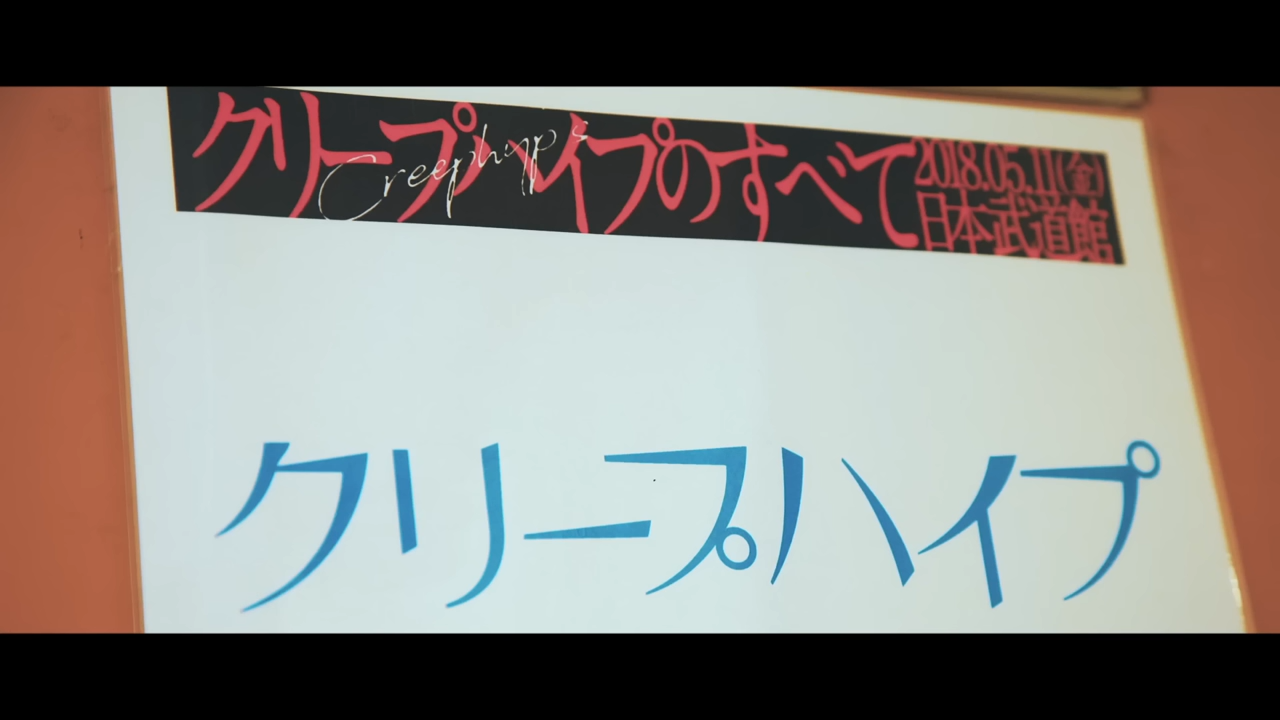 クリープハイプのすべて
Creephyp's
2018.05.11(金)
日本武道館
クリープハイプ